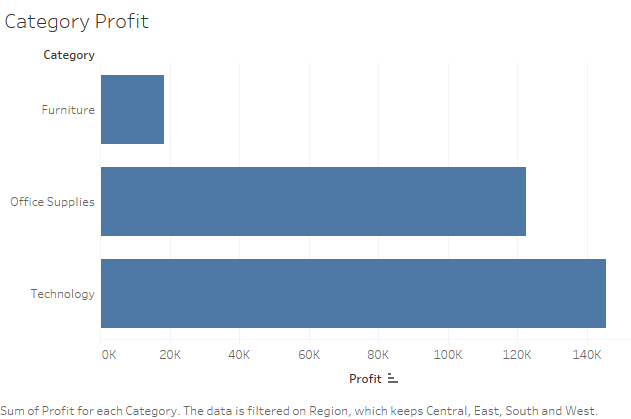 Category Profit
Category
Furniture
Office Supplies
Technology
0K 20K 40K 60K 80K 100K 120K 140K
Profit
Sum of Profit for each Category. The data is filtered on Region, which keeps Central, East, South and West.